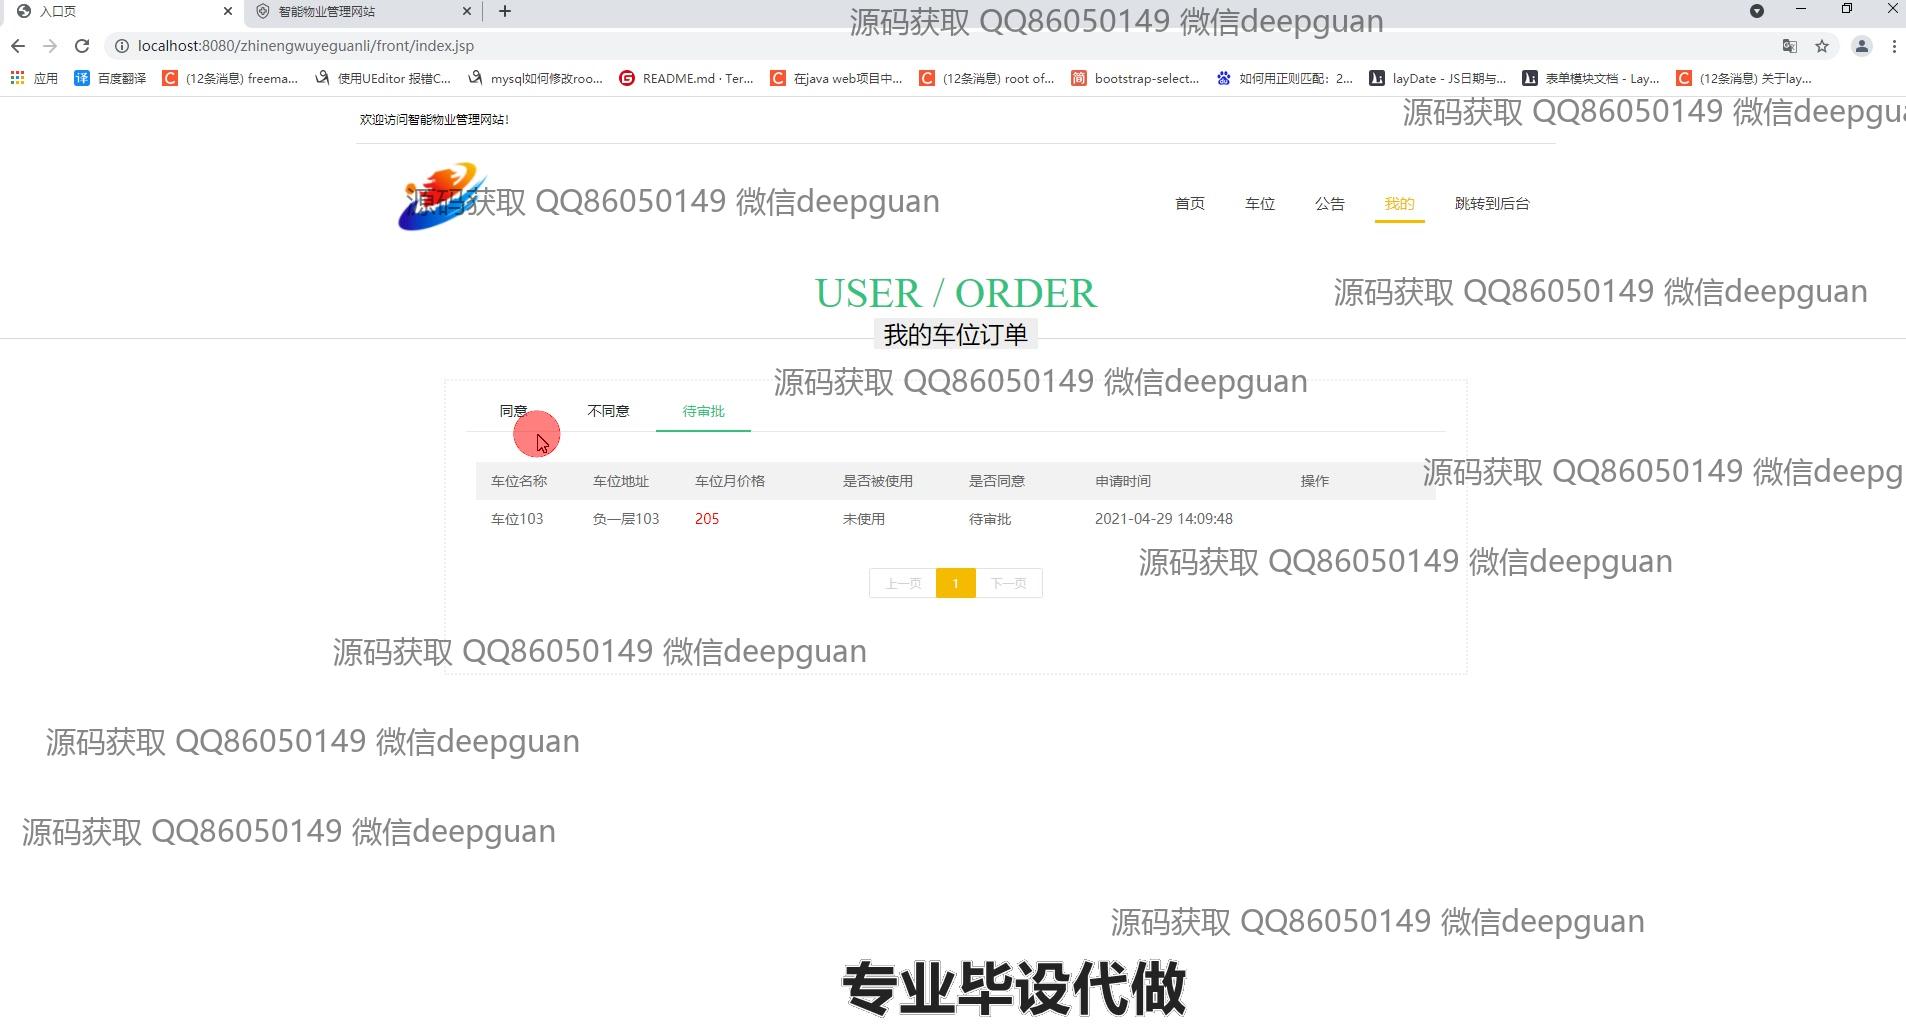 入口页
智能物业管理网站
源码获取 QQ86050149 微信deepguan
localhost:8080/zhinengwuyeguanli/front/index.jsp
应用
百度翻译
(12条消息) freema...
使用UEditor 报错C...
mysql如何修改roo...
README.md · Ter...
在java web项目中...
(12条消息) root of...
bootstrap-select...
如何用正则匹配：2...
layDate - JS日期与...
表单模块文档 - Lay...
(12条消息) 关于lay...
源码获取 QQ86050149 微信deepgua
欢迎访问智能物业管理网站!
源码获取 QQ86050149 微信deepguan
首页 车位 公告 我的 跳转到后台
USER / ORDER
源码获取 QQ86050149 微信deepguan
我的车位订单
源码获取 QQ86050149 微信deepguan
同意 不同意 待审批
车位名称 车位地址 车位月价格 是否被使用 是否同意 申请时间 操作
源码获取 QQ86050149 微信deepg
车位103 负一层103 205 未使用 待审批 2021-04-29 14:09:48
源码获取 QQ86050149 微信deepguan
上一页 1 下一页
源码获取 QQ86050149 微信deepguan
源码获取 QQ86050149 微信deepguan
源码获取 QQ86050149 微信deepguan
源码获取 QQ86050149 微信deepguan
专业毕设代做